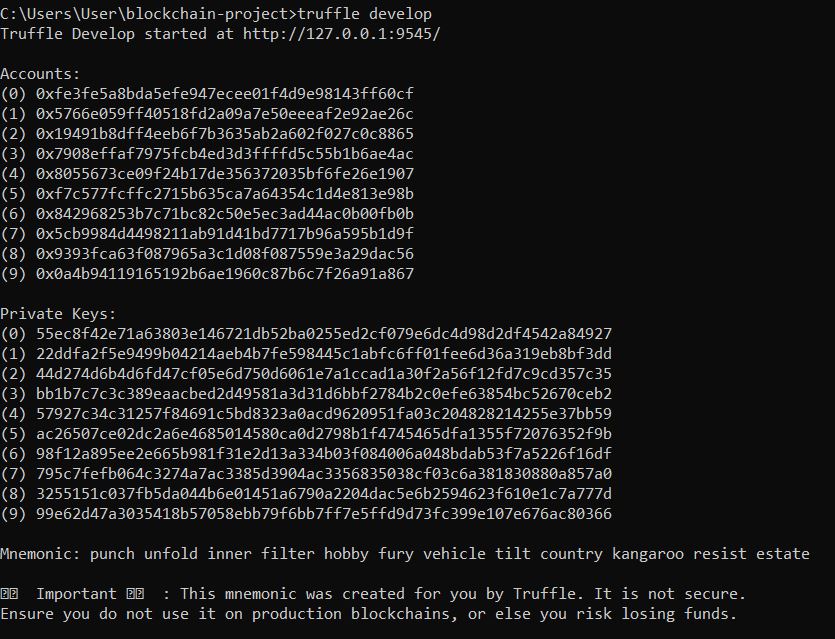 C:\Users\User\blockchain-project>truffle develop
Truffle Develop started at http://127.0.0.1:9545/
Accounts:
(0) 0xfe3fe5a8bda5efe947ecee01f4d9e98143ff60cf
(1) 0x5766e059ff40518fd2a09a7e50eeeaf2e92ae26c
(2) 0x19491b8dff4eeb6f7b3635ab2a602f027c0c8865
(3) 0x7908effaf7975fcb4ed3d3ffffd5c55b1b6ae4ac
(4) 0x8055673ce09f24b17de356372035bf6fe26e1907
(5) 0xf7c577fcffc2715b635ca7a64354c1d4e813e98b
(6) 0x842968253b7c71bc82c50e5ec3ad44ac0b00fb0b
(7) 0x5cb9984d4498211ab91d41bd7717b96a595b1d9f
(8) 0x9393fca63f087965a3c1d08f087559e3a29dac56
(9) 0x0a4b94119165192b6ae1960c87b6c7f26a91a867
Private Keys:
(0) 55ec8f42e71a63803e146721db52ba0255ed2cf079e6dc4d98d2df4542a84927
(1) 22ddfa2f5e9499b04214aeb4b7fe598445c1abfc6ff01fee6d36a319eb8bf3dd
(2) 44d274d6b4d6fd47cf05e6d750d6061e7a1ccad1a30f2a56f12fd7c9cd357c35
(3) bb1b7c7c3c389eaacbed2d49581a3d31d6bbf2784b2c0efe63854bc52670ceb2
(4) 57927c34c31257f84691c5bd8323a0acd9620951fa03c204828214255e37bb59
(5) ac26507ce02dc2a6e4685014580ca0d2798b1f4745465dfa1355f72076352f9b
(6) 98f12a895ee2e665b981f31e2d13a334b03f084006a048bdab53f7a5226f16df
(7) 795c7fefb064c3274a7ac3385d3904ac3356835038cf03c6a381830880a857a0
(8) 3255151c037fb5da044b6e01451a6790a2204dac5e6b2594623f610e1c7a777d
(9) 99e62d47a3035418b57058ebb79f6bb7ff7e5ffd9d73fc399e107e676ac80366
Mnemonic: punch unfold inner filter hobby fury vehicle tilt country kangaroo resist estate
Important : This mnemonic was created for you by Truffle. It is not secure.
Ensure you do not use it on production blockchains, or else you risk losing funds.